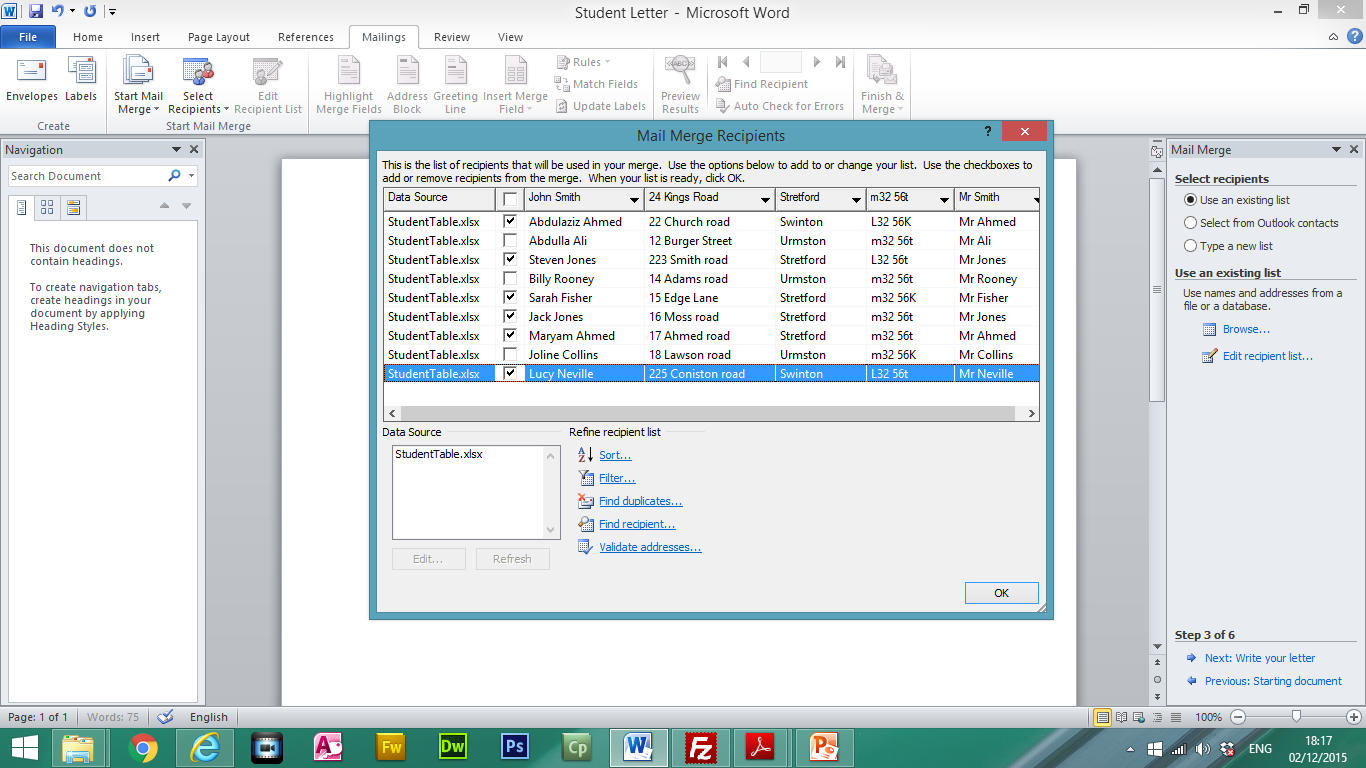 Student Letter - Microsoft Word
File Home Insert Page Layout References Mailings Review View
Envelopes Labels
Create
Start Mail Merge Select Recipients Edit Recipient List
Start Mail Merge
Highlight Merge Fields Address Block Greeting Line Insert Merge Field
Rules
Match Fields
Update Labels
Preview Results
ABC
Find Recipient
Auto Check for Errors
Finish & Merge
Navigation
Search Document
This document does not
contain headings.
To create navigation tabs,
create headings in your
document by applying
Heading Styles.
Mail Merge Recipients
This is the list of recipients that will be used in your merge. Use the options below to add to or change your list. Use the checkboxes to
add or remove recipients from the merge. When your list is ready, click OK.
Data Source John Smith 24 Kings Road Stretford m32 56t Mr Smith
StudentTable.xlsx Abdulaziz Ahmed 22 Church road Swinton L32 56K Mr Ahmed
StudentTable.xlsx Abdulla Ali 12 Burger Street Urmston m32 56t Mr Ali
StudentTable.xlsx Steven Jones 223 Smith road Stretford L32 56t Mr Jones
StudentTable.xlsx Billy Rooney 14 Adams road Urmston m32 56t Mr Rooney
StudentTable.xlsx Sarah Fisher 15 Edge Lane Stretford m32 56K Mr Fisher
StudentTable.xlsx Jack Jones 16 Moss road Stretford m32 56t Mr Jones
StudentTable.xlsx Maryam Ahmed 17 Ahmed road Stretford m32 56t Mr Ahmed
StudentTable.xlsx Joline Collins 18 Lawson road Urmston m32 56K Mr Collins
StudentTable.xlsx Lucy Neville 225 Coniston road Swinton L32 56t Mr Neville
Data Source
StudentTable.xlsx
Edit... Refresh
Refine recipient list
Sort...
Filter...
Find duplicates...
Find recipient...
Validate addresses...
OK
Mail Merge
Select recipients
Use an existing list
Select from Outlook contacts
Type a new list
Use an existing list
Use names and addresses from a
file or a database.
Browse...
Edit recipient list...
Step 3 of 6
Next: Write your letter
Previous: Starting document
Page: 1 of 1 Words: 75 English 100%
Fw Dw Ps Cp W Fz P
ENG 18:17
02/12/2015